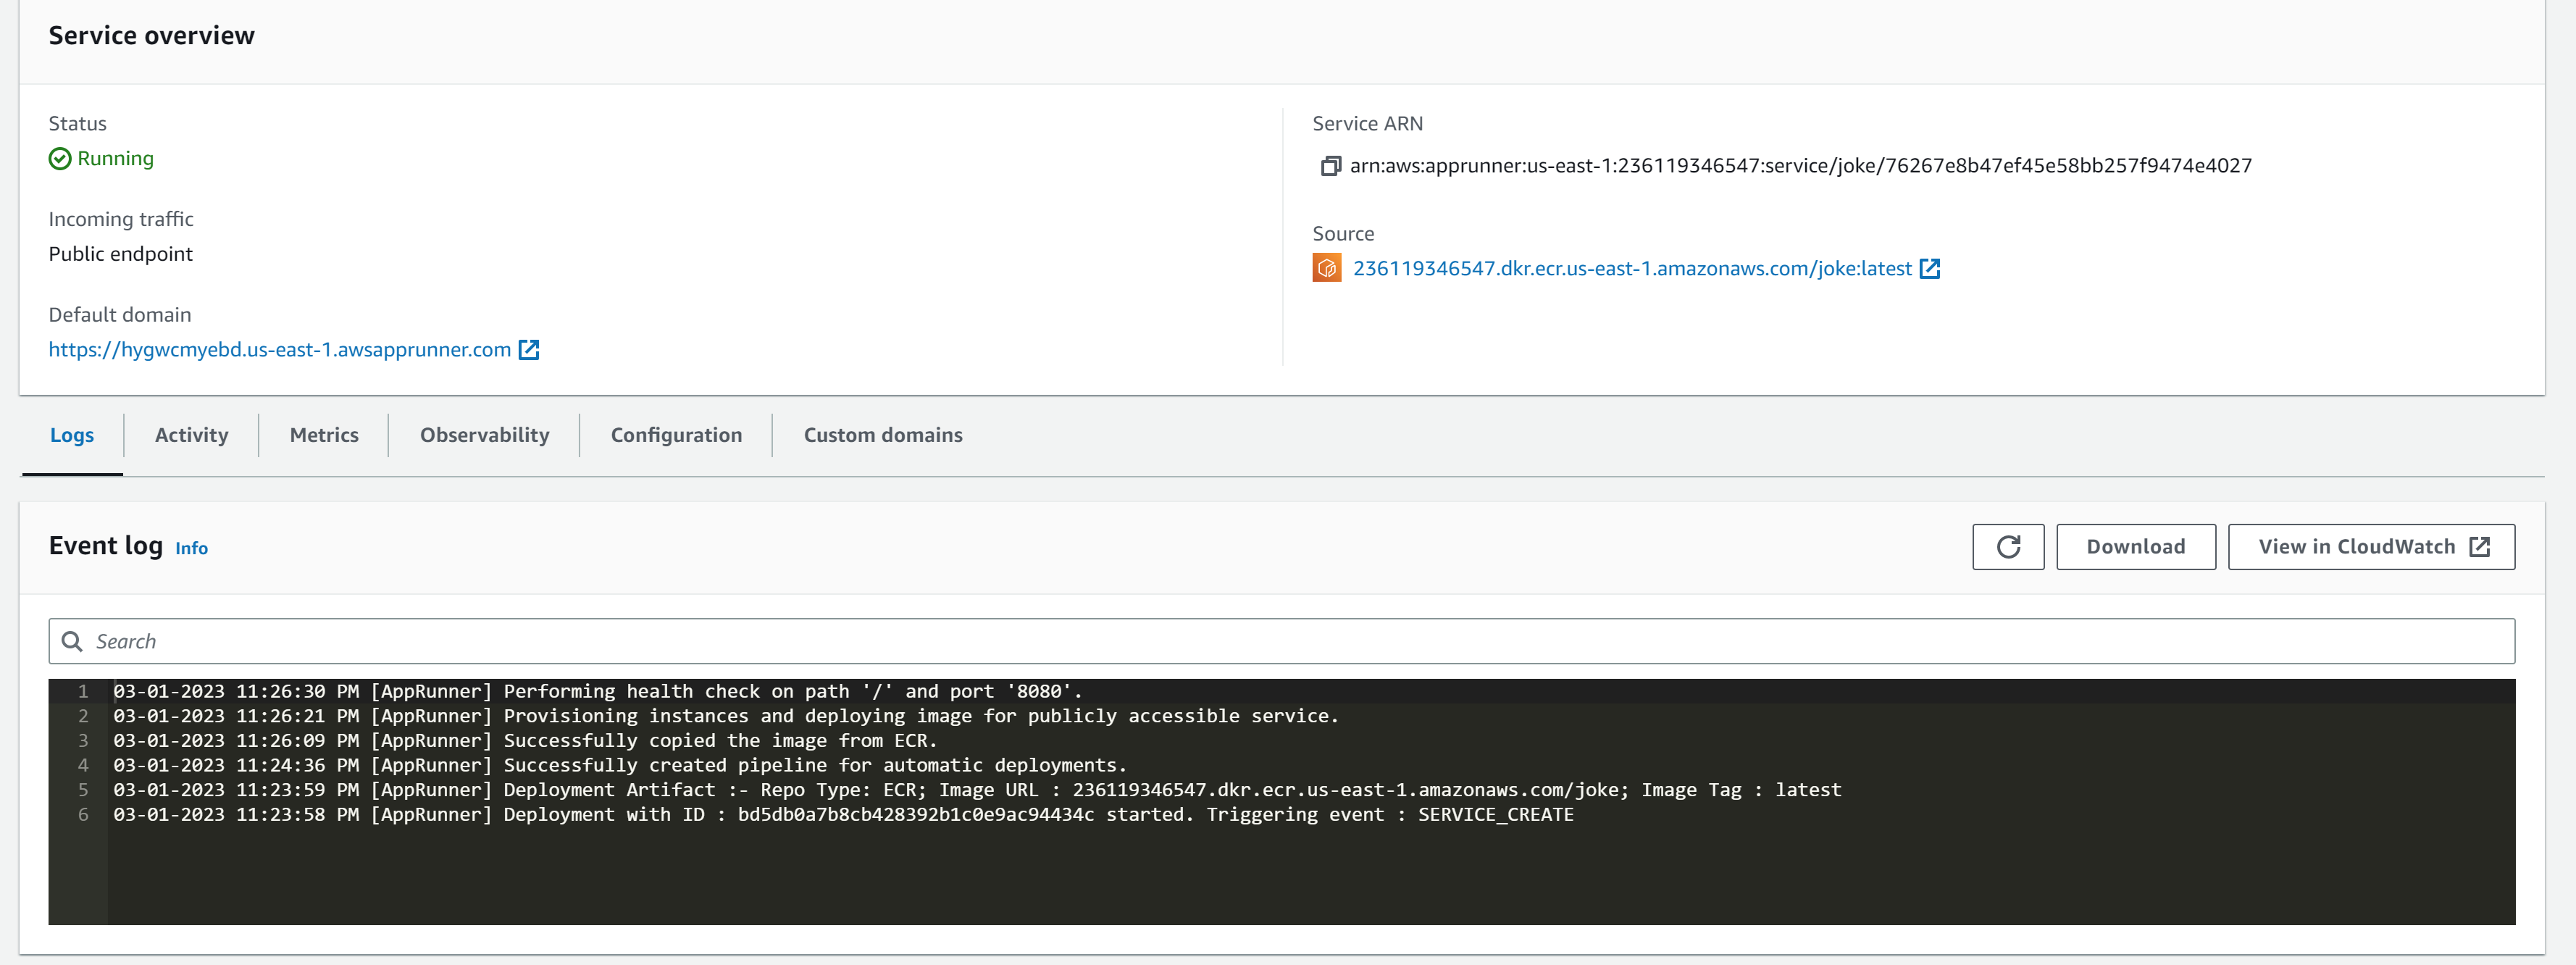 Service overview
Status
Running
Incoming traffic
Public endpoint
Default domain
https://hygwcmyebd.us-east-1.awsapprunner.com
Service ARN
arn:aws:apprunner:us-east-1:236119346547:service/joke/76267e8b47ef45e58bb257f9474e4027
Source
236119346547.dkr.ecr.us-east-1.amazonaws.com/joke:latest
Logs Activity Metrics Observability Configuration Custom domains
Event log Info
Download View in CloudWatch
Search
1 03-01-2023 11:26:30 PM [AppRunner] Performing health check on path '/' and port '8080'.
2 03-01-2023 11:26:21 PM [AppRunner] Provisioning instances and deploying image for publicly accessible service.
3 03-01-2023 11:26:09 PM [AppRunner] Successfully copied the image from ECR.
4 03-01-2023 11:24:36 PM [AppRunner] Successfully created pipeline for automatic deployments.
5 03-01-2023 11:23:59 PM [AppRunner] Deployment Artifact :- Repo Type: ECR; Image URL : 236119346547.dkr.ecr.us-east-1.amazonaws.com/joke; Image Tag : latest
6 03-01-2023 11:23:58 PM [AppRunner] Deployment with ID : bd5db0a7b8cb428392b1c0e9ac94434c started. Triggering event : SERVICE_CREATE